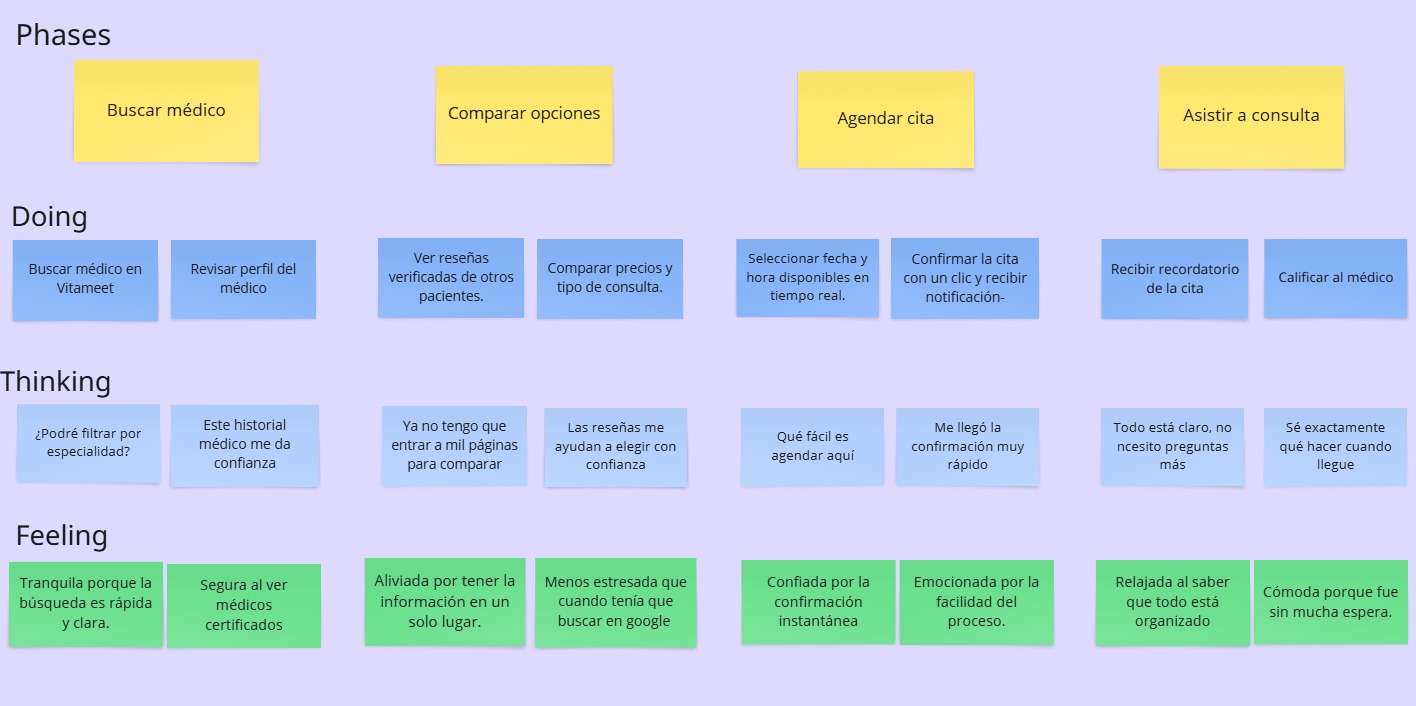 Phases
Buscar médico
Comparar opciones
Agendar cita
Asistir a consulta
Doing
Buscar médico en
Vitameet
Revisar perfil del
médico
Ver reseñas
verificadas de otros
pacientes.
Comparar precios y
tipo de consulta.
Seleccionar fecha y
hora disponibles en
tiempo real.
Confirmar la cita
con un clic y recibir
notificación-
Recibir recordatorio
de la cita
Calificar al médico
Thinking
¿Podré filtrar por
especialidad?
Este historial
médico me da
confianza
Ya no tengo que
entrar a mil páginas
para comparar
Las reseñas me
ayudan a elegir con
confianza
Qué fácil es
agendar aquí
Me llegó la
confirmación muy
rápido
Todo está claro, no
ncesito preguntas
más
Sé exactamente
qué hacer cuando
llegue
Feeling
Tranquila porque la
búsqueda es rápida
y clara.
Segura al ver
médicos
certificados
Aliviada por tener la
información en un
solo lugar.
Menos estresada que
cuando tenía que
buscar en google
Confiada por la
confirmación
instantánea
Emocionada por la
facilidad del
proceso.
Relajada al saber
que todo está
organizado
Cómoda porque fue
sin mucha espera.